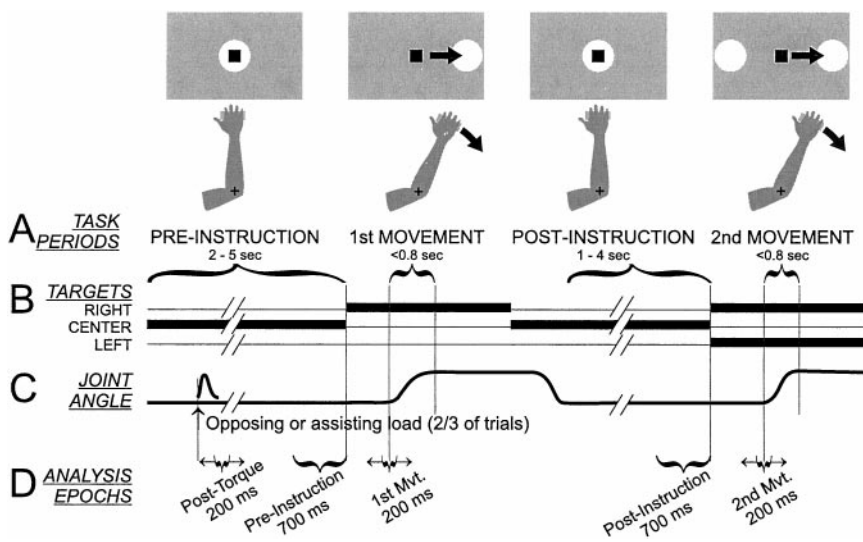 A TASK PERIODS
PRE-INSTRUCTION
2 - 5 sec
1st MOVEMENT
<0.8 sec
POST-INSTRUCTION
1 - 4 sec
2nd MOVEMENT
<0.8 sec
B TARGETS
RIGHT
CENTER
LEFT
C JOINT ANGLE
Opposing or assisting load (2/3 of trials)
D ANALYSIS EPOCHS
Post-Torque
200 ms
Pre-Instruction
700 ms
1st Mvt.
200 ms
Post-Instruction
700 ms
2nd Mvt.
200 ms